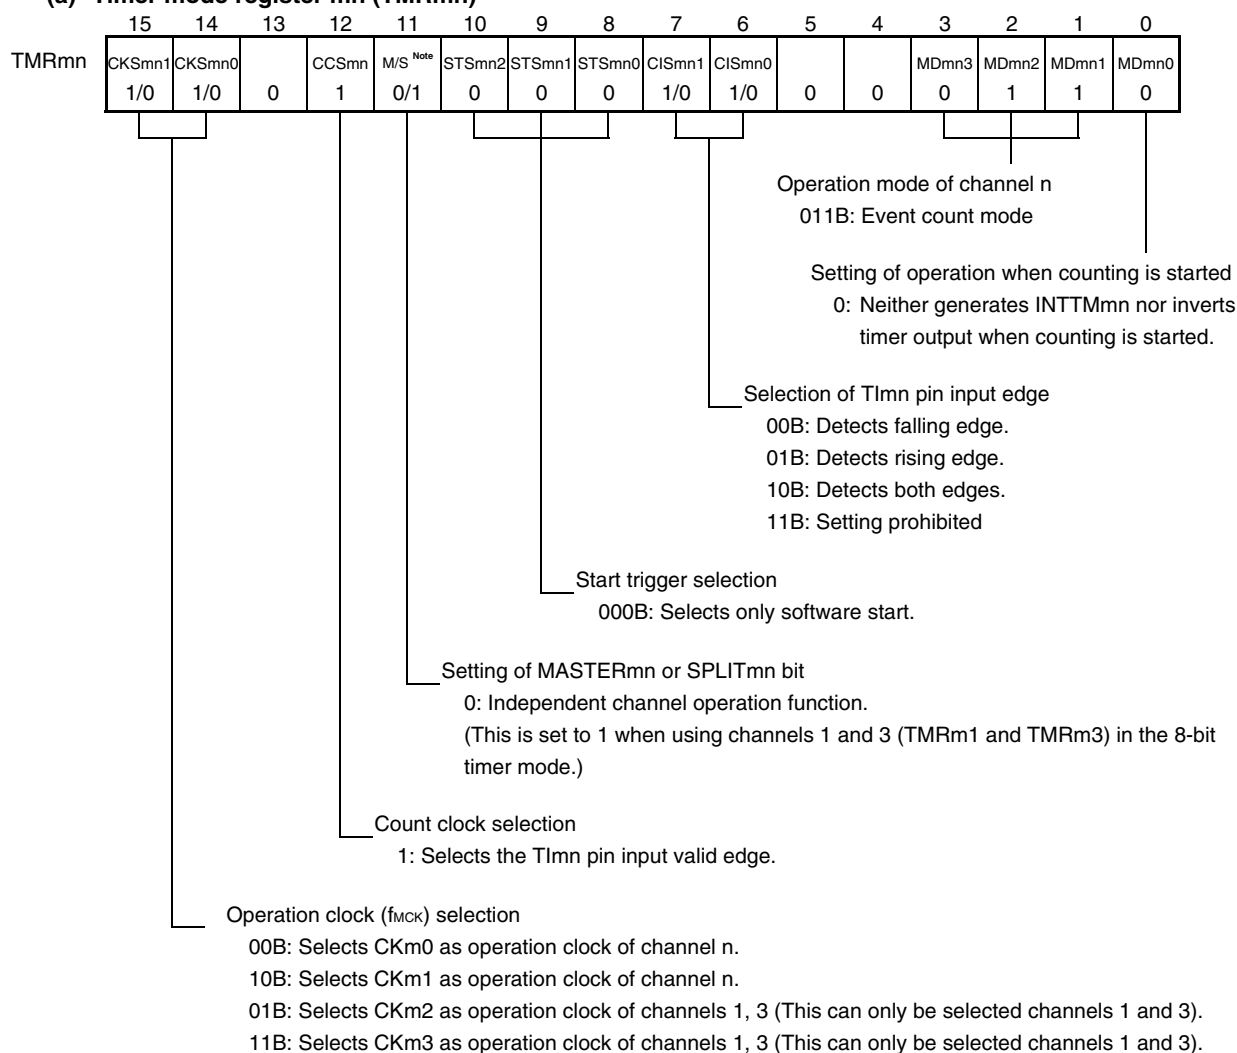 (a) Timer mode register mn (TMRmn)
15 14 13 12 11 10 9 8 7 6 5 4 3 2 1 0
TMRmn CKSmn1 CKSmn0 CCSmn M/S Note STSmn2 STSmn1 STSmn0 CISmn1 CISmn0 MDmn3 MDmn2 MDmn1 MDmn0
1/0 1/0 0 1 0/1 0 0 0 1/0 1/0 0 0 0 1 1 0
Operation mode of channel n
011B: Event count mode
Setting of operation when counting is started
0: Neither generates INTTMmn nor inverts
timer output when counting is started.
Selection of TImn pin input edge
00B: Detects falling edge.
01B: Detects rising edge.
10B: Detects both edges.
11B: Setting prohibited
Start trigger selection
000B: Selects only software start.
Setting of MASTERmn or SPLITmn bit
0: Independent channel operation function.
(This is set to 1 when using channels 1 and 3 (TMRm1 and TMRm3) in the 8-bit
timer mode.)
Count clock selection
1: Selects the TImn pin input valid edge.
Operation clock (fMCK) selection
00B: Selects CKm0 as operation clock of channel n.
10B: Selects CKm1 as operation clock of channel n.
01B: Selects CKm2 as operation clock of channels 1, 3 (This can only be selected channels 1 and 3).
11B: Selects CKm3 as operation clock of channels 1, 3 (This can only be selected channels 1 and 3).